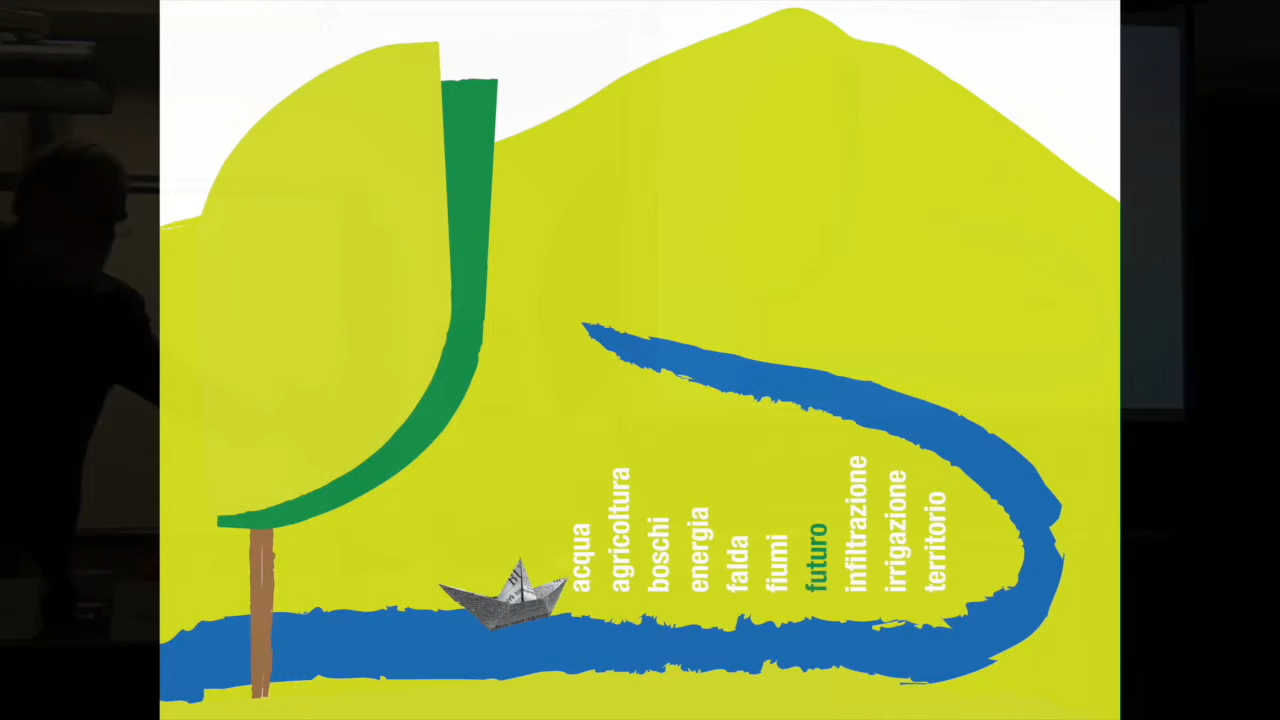 acqua
agricoltura
boschi
energia
falda
fiumi
futuro
infiltrazione
irrigazione
territorio